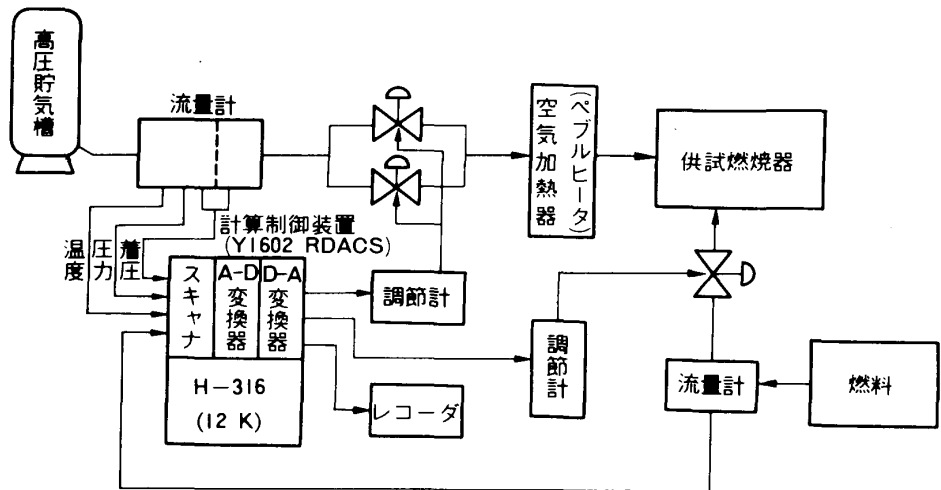 高圧貯気槽
流量計
空気加熱器
(ペブルヒータ)
供試燃焼器
計算制御装置
(Y1602 RDACS)
温度
圧力
着圧
スキャナ
A-D変換器
D-A変換器
調節計
調節計
流量計
燃料
H-316
(12 K)
レコーダ